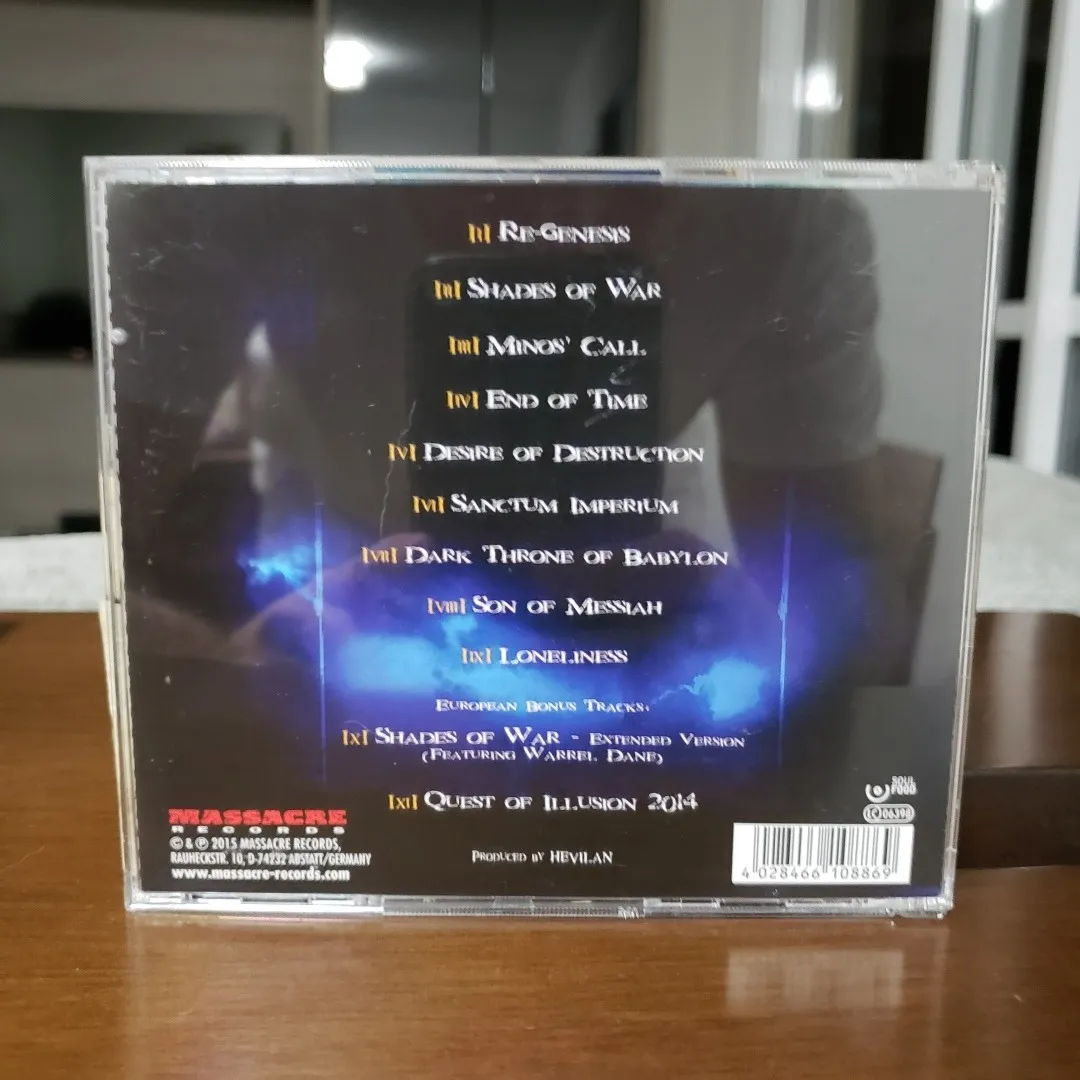 [I] Re-Genesis
[II] Shades of War
[III] Minos' Call
[IV] End of Time
[V] Desire of Destruction
[VI] Sanctum Imperium
[VII] Dark Throne of Babylon
[VIII] Son of Messiah
[IX] Loneliness
European Bonus Tracks:
[X] Shades of War - Extended Version
(Featuring Warrel Dane)
[XI] Quest of Illusion 2014
Produced by HEVILAN
MASSACRE
RECORDS
© & ℗ 2015 MASSACRE RECORDS,
RAUHECKSTR. 10, D-74232 ABSTATT/GERMANY
www.massacre-records.com
SOUL
FOOD
LC 06398
4 028466 108869